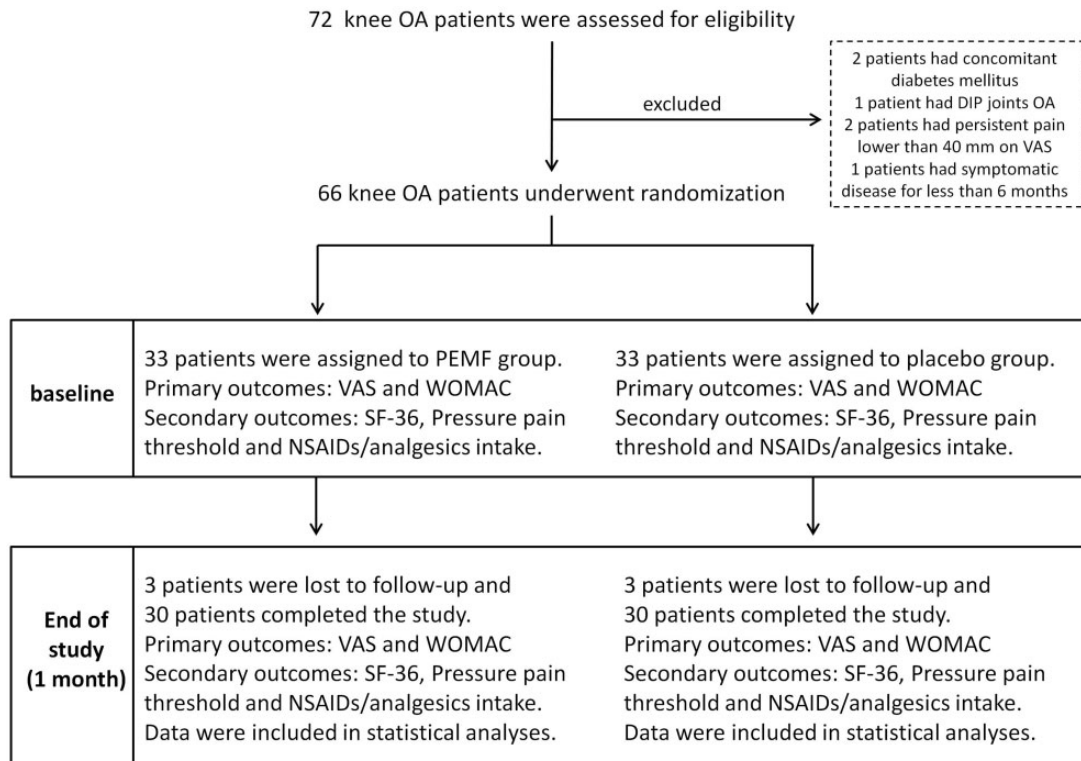 72 knee OA patients were assessed for eligibility
excluded
2 patients had concomitant
diabetes mellitus
1 patient had DIP joints OA
2 patients had persistent pain
lower than 40 mm on VAS
1 patients had symptomatic
disease for less than 6 months
66 knee OA patients underwent randomization
baseline
33 patients were assigned to PEMF group.
Primary outcomes: VAS and WOMAC
Secondary outcomes: SF-36, Pressure pain
threshold and NSAIDs/analgesics intake.
33 patients were assigned to placebo group.
Primary outcomes: VAS and WOMAC
Secondary outcomes: SF-36, Pressure pain
threshold and NSAIDs/analgesics intake.
End of
study
(1 month)
3 patients were lost to follow-up and
30 patients completed the study.
Primary outcomes: VAS and WOMAC
Secondary outcomes: SF-36, Pressure pain
threshold and NSAIDs/analgesics intake.
Data were included in statistical analyses.
3 patients were lost to follow-up and
30 patients completed the study.
Primary outcomes: VAS and WOMAC
Secondary outcomes: SF-36, Pressure pain
threshold and NSAIDs/analgesics intake.
Data were included in statistical analyses.